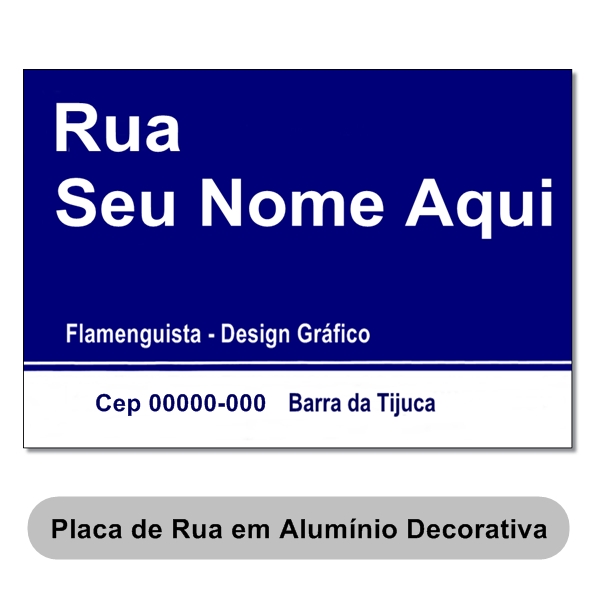 Rua
Seu Nome Aqui
Flamenguista - Design Gráfico
Cep 00000-000 Barra da Tijuca
Placa de Rua em Alumínio Decorativa